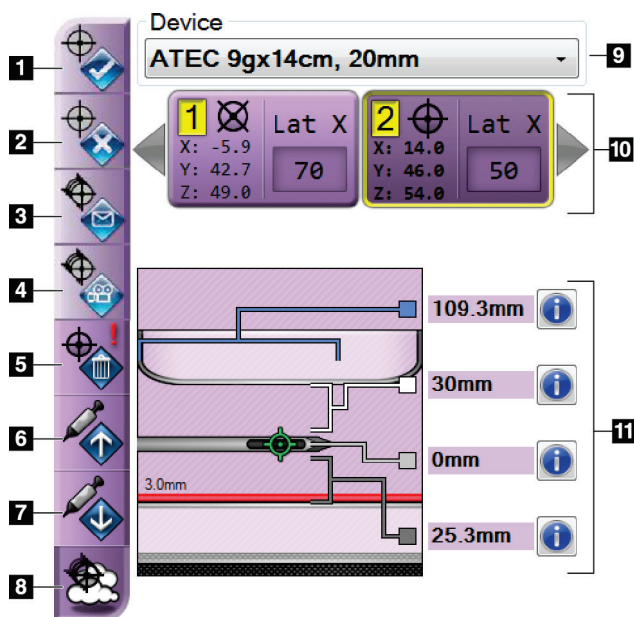 Device
1
ATEC 9gx14cm, 20mm
9
2
1
Lat X
X: -5.9
Y: 42.7
Z: 49.0
70
2
Lat X
X: 14.0
Y: 46.0
Z: 54.0
50
10
3
4
109.3mm
5
!
30mm
6
0mm
11
7
3.0mm
25.3mm
8